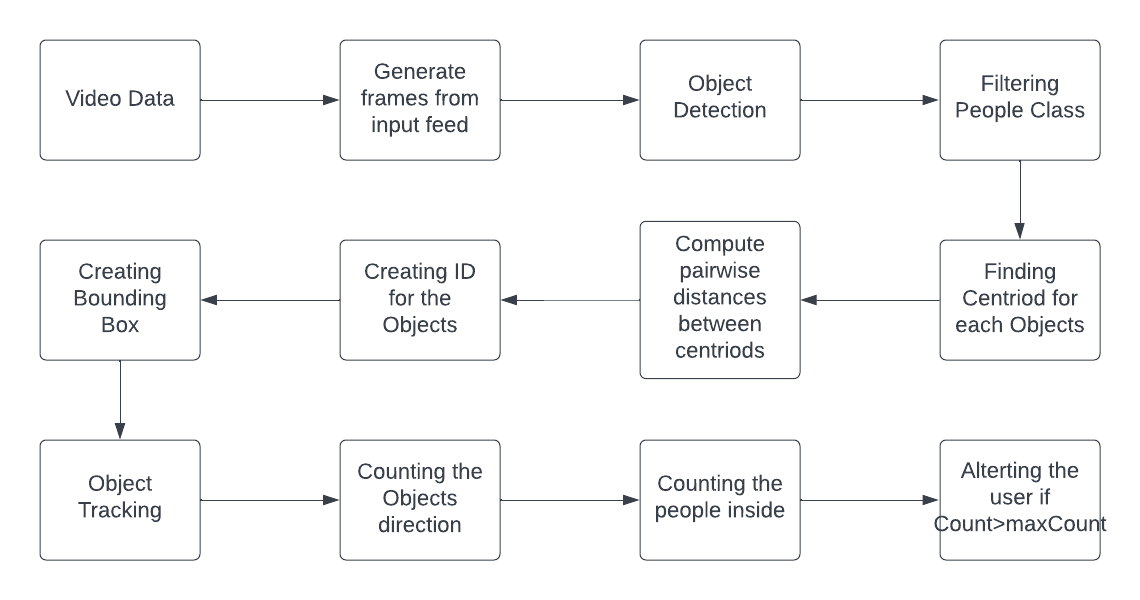 Video Data
Generate
frames from
input feed
Object
Detection
Filtering
People Class
Finding
Centriod for
each Objects
Compute
pairwise
distances
between
centriods
Creating ID
for the
Objects
Creating
Bounding
Box
Object
Tracking
Counting the
Objects
direction
Counting the
people inside
Alterting the
user if
Count>maxCount